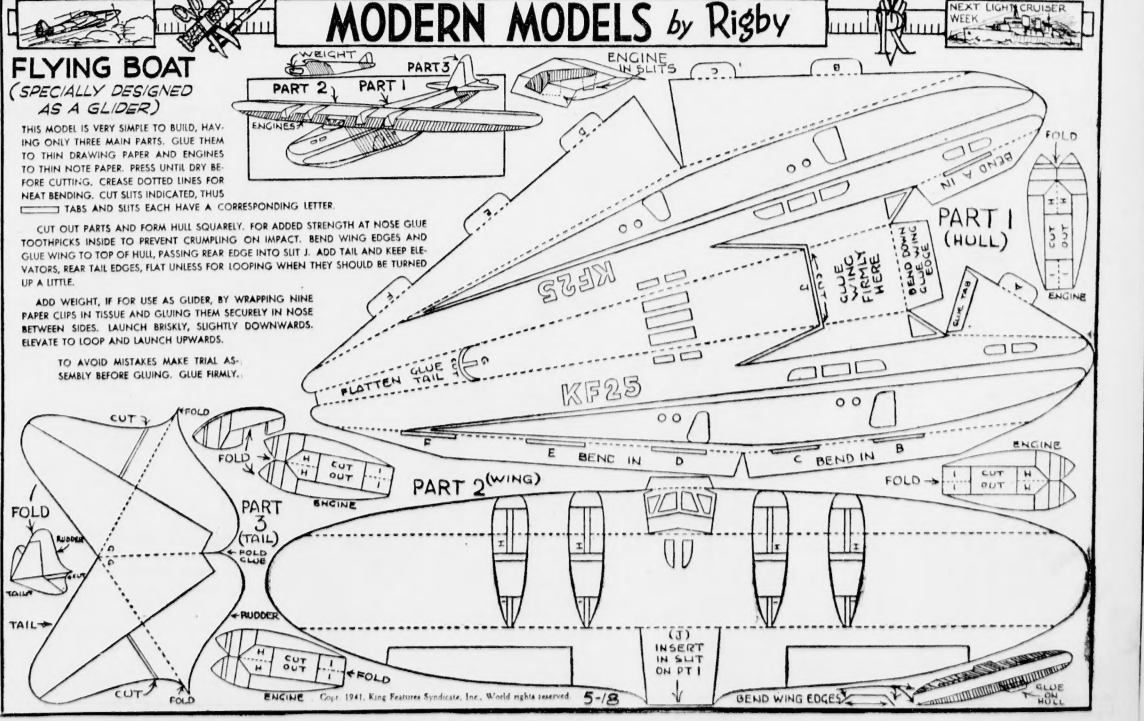 MODERN MODELS by Rigby
NEXT LIGHT CRUISER
WEEK
FLYING BOAT
(SPECIALLY DESIGNED
AS A GLIDER)
THIS MODEL IS VERY SIMPLE TO BUILD, HAV-
ING ONLY THREE MAIN PARTS. GLUE THEM
TO THIN DRAWING PAPER AND ENGINES
TO THIN NOTE PAPER. PRESS UNTIL DRY BE-
FORE CUTTING. CREASE DOTTED LINES FOR
NEAT BENDING. CUT SLITS INDICATED, THUS
TABS AND SLITS EACH HAVE A CORRESPONDING LETTER.
CUT OUT PARTS AND FORM HULL SQUARELY. FOR ADDED STRENGTH AT NOSE GLUE
TOOTHPICKS INSIDE TO PREVENT CRUMPLING ON IMPACT. BEND WING EDGES AND
GLUE WING TO TOP OF HULL, PASSING REAR EDGE INTO SLIT J. ADD TAIL AND KEEP ELE-
VATORS, REAR TAIL EDGES, FLAT UNLESS FOR LOOPING WHEN THEY SHOULD BE TURNED
UP A LITTLE.
ADD WEIGHT, IF FOR USE AS GLIDER, BY WRAPPING NINE
PAPER CLIPS IN TISSUE AND GLUING THEM SECURELY IN NOSE
BETWEEN SIDES. LAUNCH BRISKLY, SLIGHTLY DOWNWARDS.
ELEVATE TO LOOP AND LAUNCH UPWARDS.
TO AVOID MISTAKES MAKE TRIAL AS-
SEMBLY BEFORE GLUING. GLUE FIRMLY.
WEIGHT
PART 3
PART 2
PART 1
ENGINES
ENGINE
IN SLITS
C
B
D
E
F
BEND A IN
FOLD
H H
CUT
OUT
I I
ENGINE
PART 1
(HULL)
KF25
CUT
J
GLUE
WING
FIRMLY
HERE
BEND DOWN
GLUE WING
EDGE
GLUE TAB
A
FLATTEN GLUE
TAIL
G
CUT
KF25
F
E BEND IN D
C BEND IN B
CUT
FOLD
FOLD
H
H
CUT
OUT
I
I
ENGINE
PART 2 (WING)
ENGINE
FOLD
I CUT H
OUT H
FOLD
RUDDER
GLUE
TAIL
PART
3
(TAIL)
FOLD
GLUE
G
G
TAIL
RUDDER
CUT
FOLD
H
H
CUT
OUT
I
I
FOLD
ENGINE
H
H
H
H
I
I
I
I
(J)
INSERT
IN SLIT
ON PT 1
Copt. 1941, King Features Syndicate, Inc., World rights reserved.
5-18
BEND WING EDGES
GLUE
ON
HULL